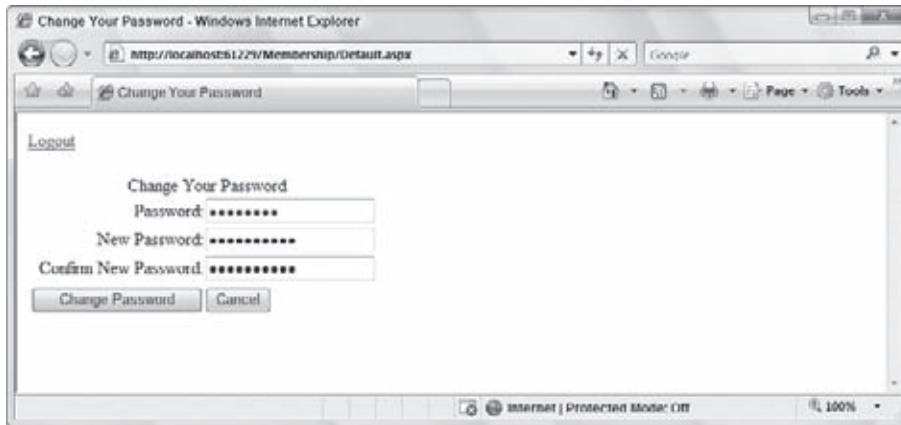 Change Your Password - Windows Internet Explorer
http://localhost:61229/Membership/Default.aspx
Google
Change Your Password
Page
Tools
Logout
Change Your Password
Password: ••••••••
New Password: ••••••••••
Confirm New Password: ••••••••••
Change Password Cancel
Internet | Protected Mode: Off
100%